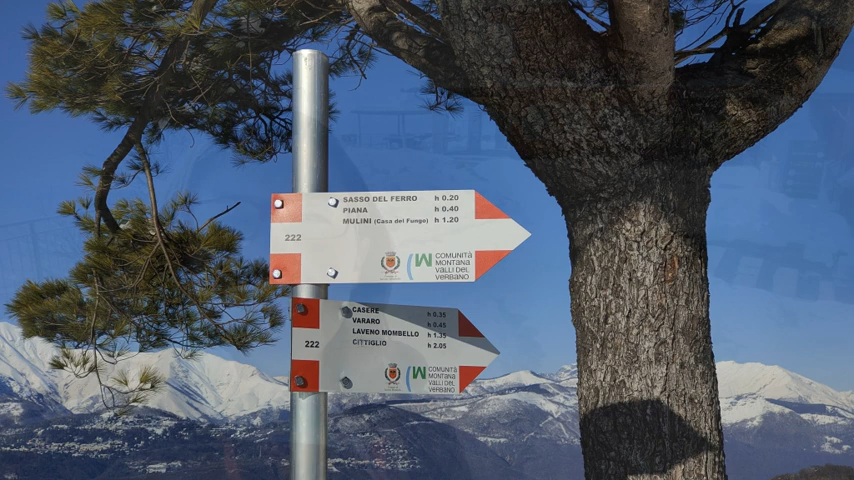 SASSO DEL FERRO h 0.20
PIANA h 0.40
MULINI (Casa del Fungo) h 1.20
222
COMUNITÀ
MONTANA
VALLI DEL
VERBANO
CASERE h 0.35
VARARO h 0.45
LAVENO MOMBELLO h 1.35
CITTIGLIO h 2.05
222
COMUNITÀ
MONTANA
VALLI DEL
VERBANO